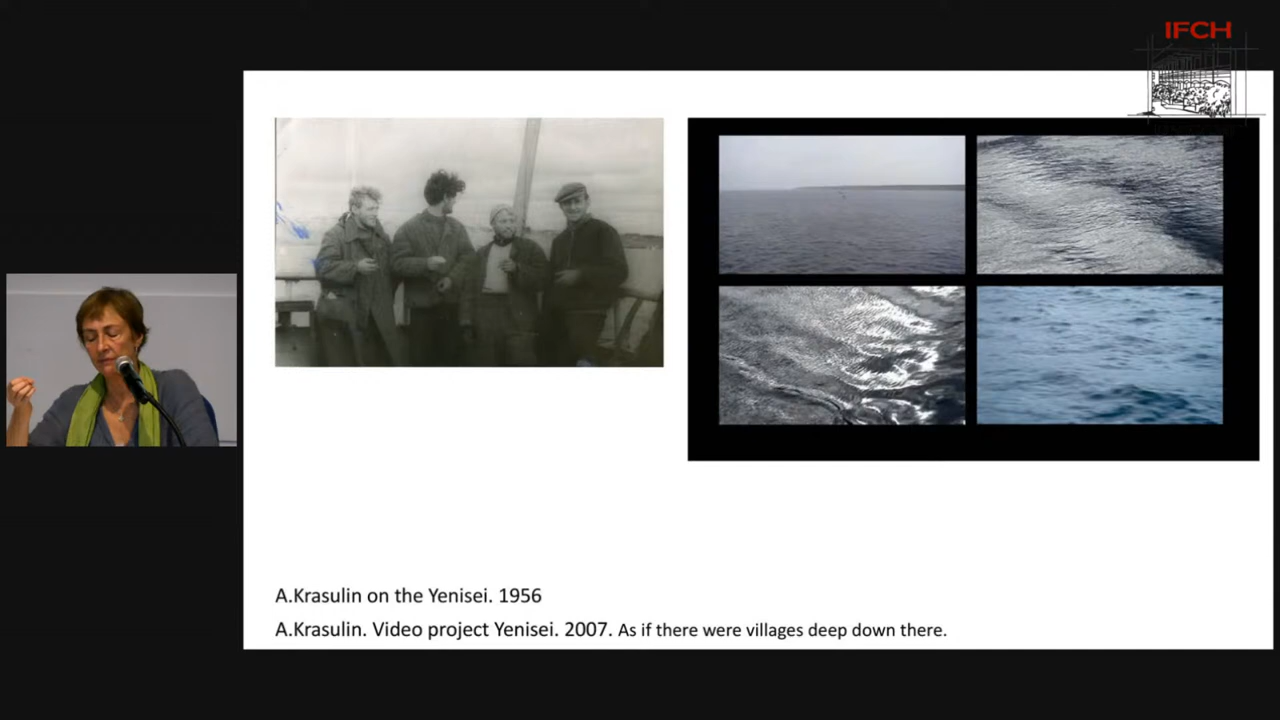 IFCH
A.Krasulin on the Yenisei. 1956
A.Krasulin. Video project Yenisei. 2007. As if there were villages deep down there.